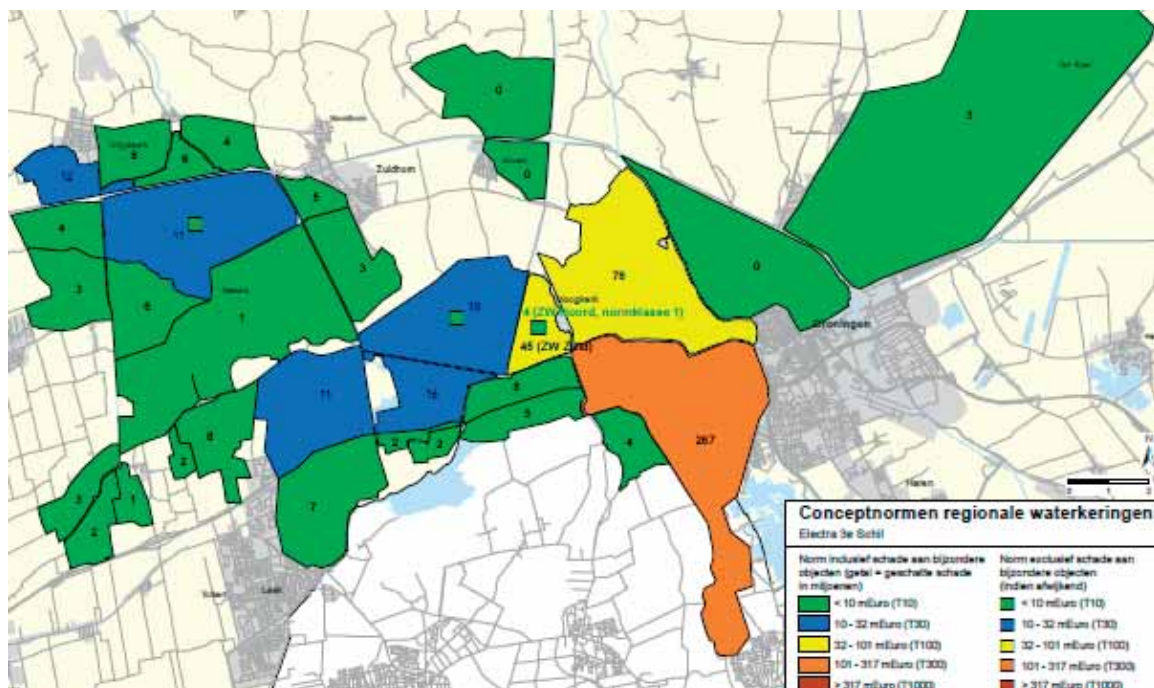 0
3
4
8
6
12
Zuidhorn
0
5
4
11
3
3
6
1
0
78
10
Hoogkerk
4 (ZW Noord, normklasse 1)
Groningen
45 (ZW Zuid)
11
8
5
8
2
2
2
4
267
7
3
1
2
Haren
Leek
N
Conceptnormen regionale waterkeringen
Electra 3e Schil
Norm inclusief schade aan bijzondere
objecten (getal = geschatte schade
in miljoenen)
< 10 mEuro (T10)
10 - 32 mEuro (T30)
32 - 101 mEuro (T100)
101 - 317 mEuro (T300)
> 317 mEuro (T1000)
Norm exclusief schade aan
bijzondere objecten
(indien afwijkend)
< 10 mEuro (T10)
10 - 32 mEuro (T30)
32 - 101 mEuro (T100)
101 - 317 mEuro (T300)
> 317 mEuro (T1000)